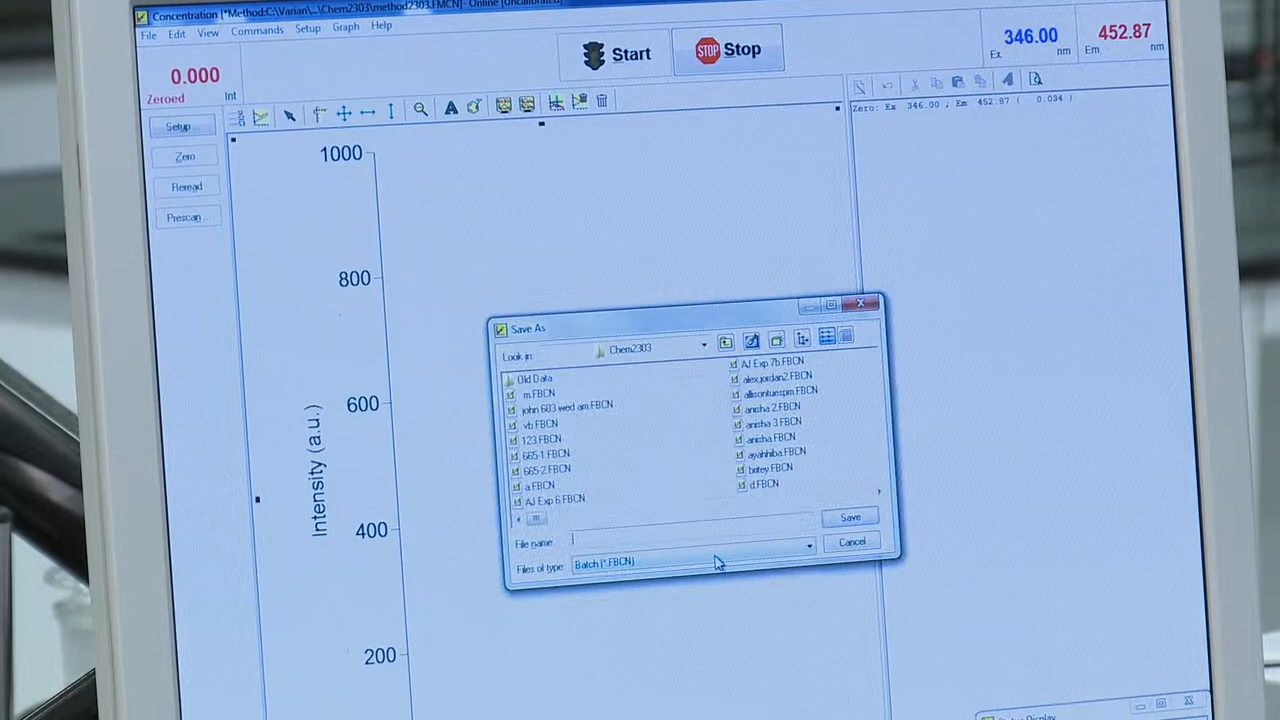 Concentration [*Method:C:\Varian\...\Chem2303\method2303.FMCN]- Online [Uncalibrated]
File Edit View Commands Setup Graph Help
0.000
Zeroed Int
Start
Stop
346.00
Ex. nm
452.87
Em. nm
Setup...
Zero
Reread
Prescan...
Zero: Ex 346.00 ; Em 452.87 ( 0.034 )
1000
800
600
400
200
Intensity (a.u.)
Save As
Look in: Chem2303
Old Data
m.FBCN
john 603 wed am.FBCN
vb.FBCN
123.FBCN
665-1.FBCN
665-2.FBCN
a.FBCN
AJ Exp 6.FBCN
AJ Exp 7b.FBCN
alexjordan2.FBCN
allisontuespm.FBCN
anisha 2.FBCN
anisha 3.FBCN
anisha.FBCN
ayahhiba.FBCN
britey.FBCN
d.FBCN
File name:
Save
Files of type: Batch (*.FBCN)
Cancel
Status Display